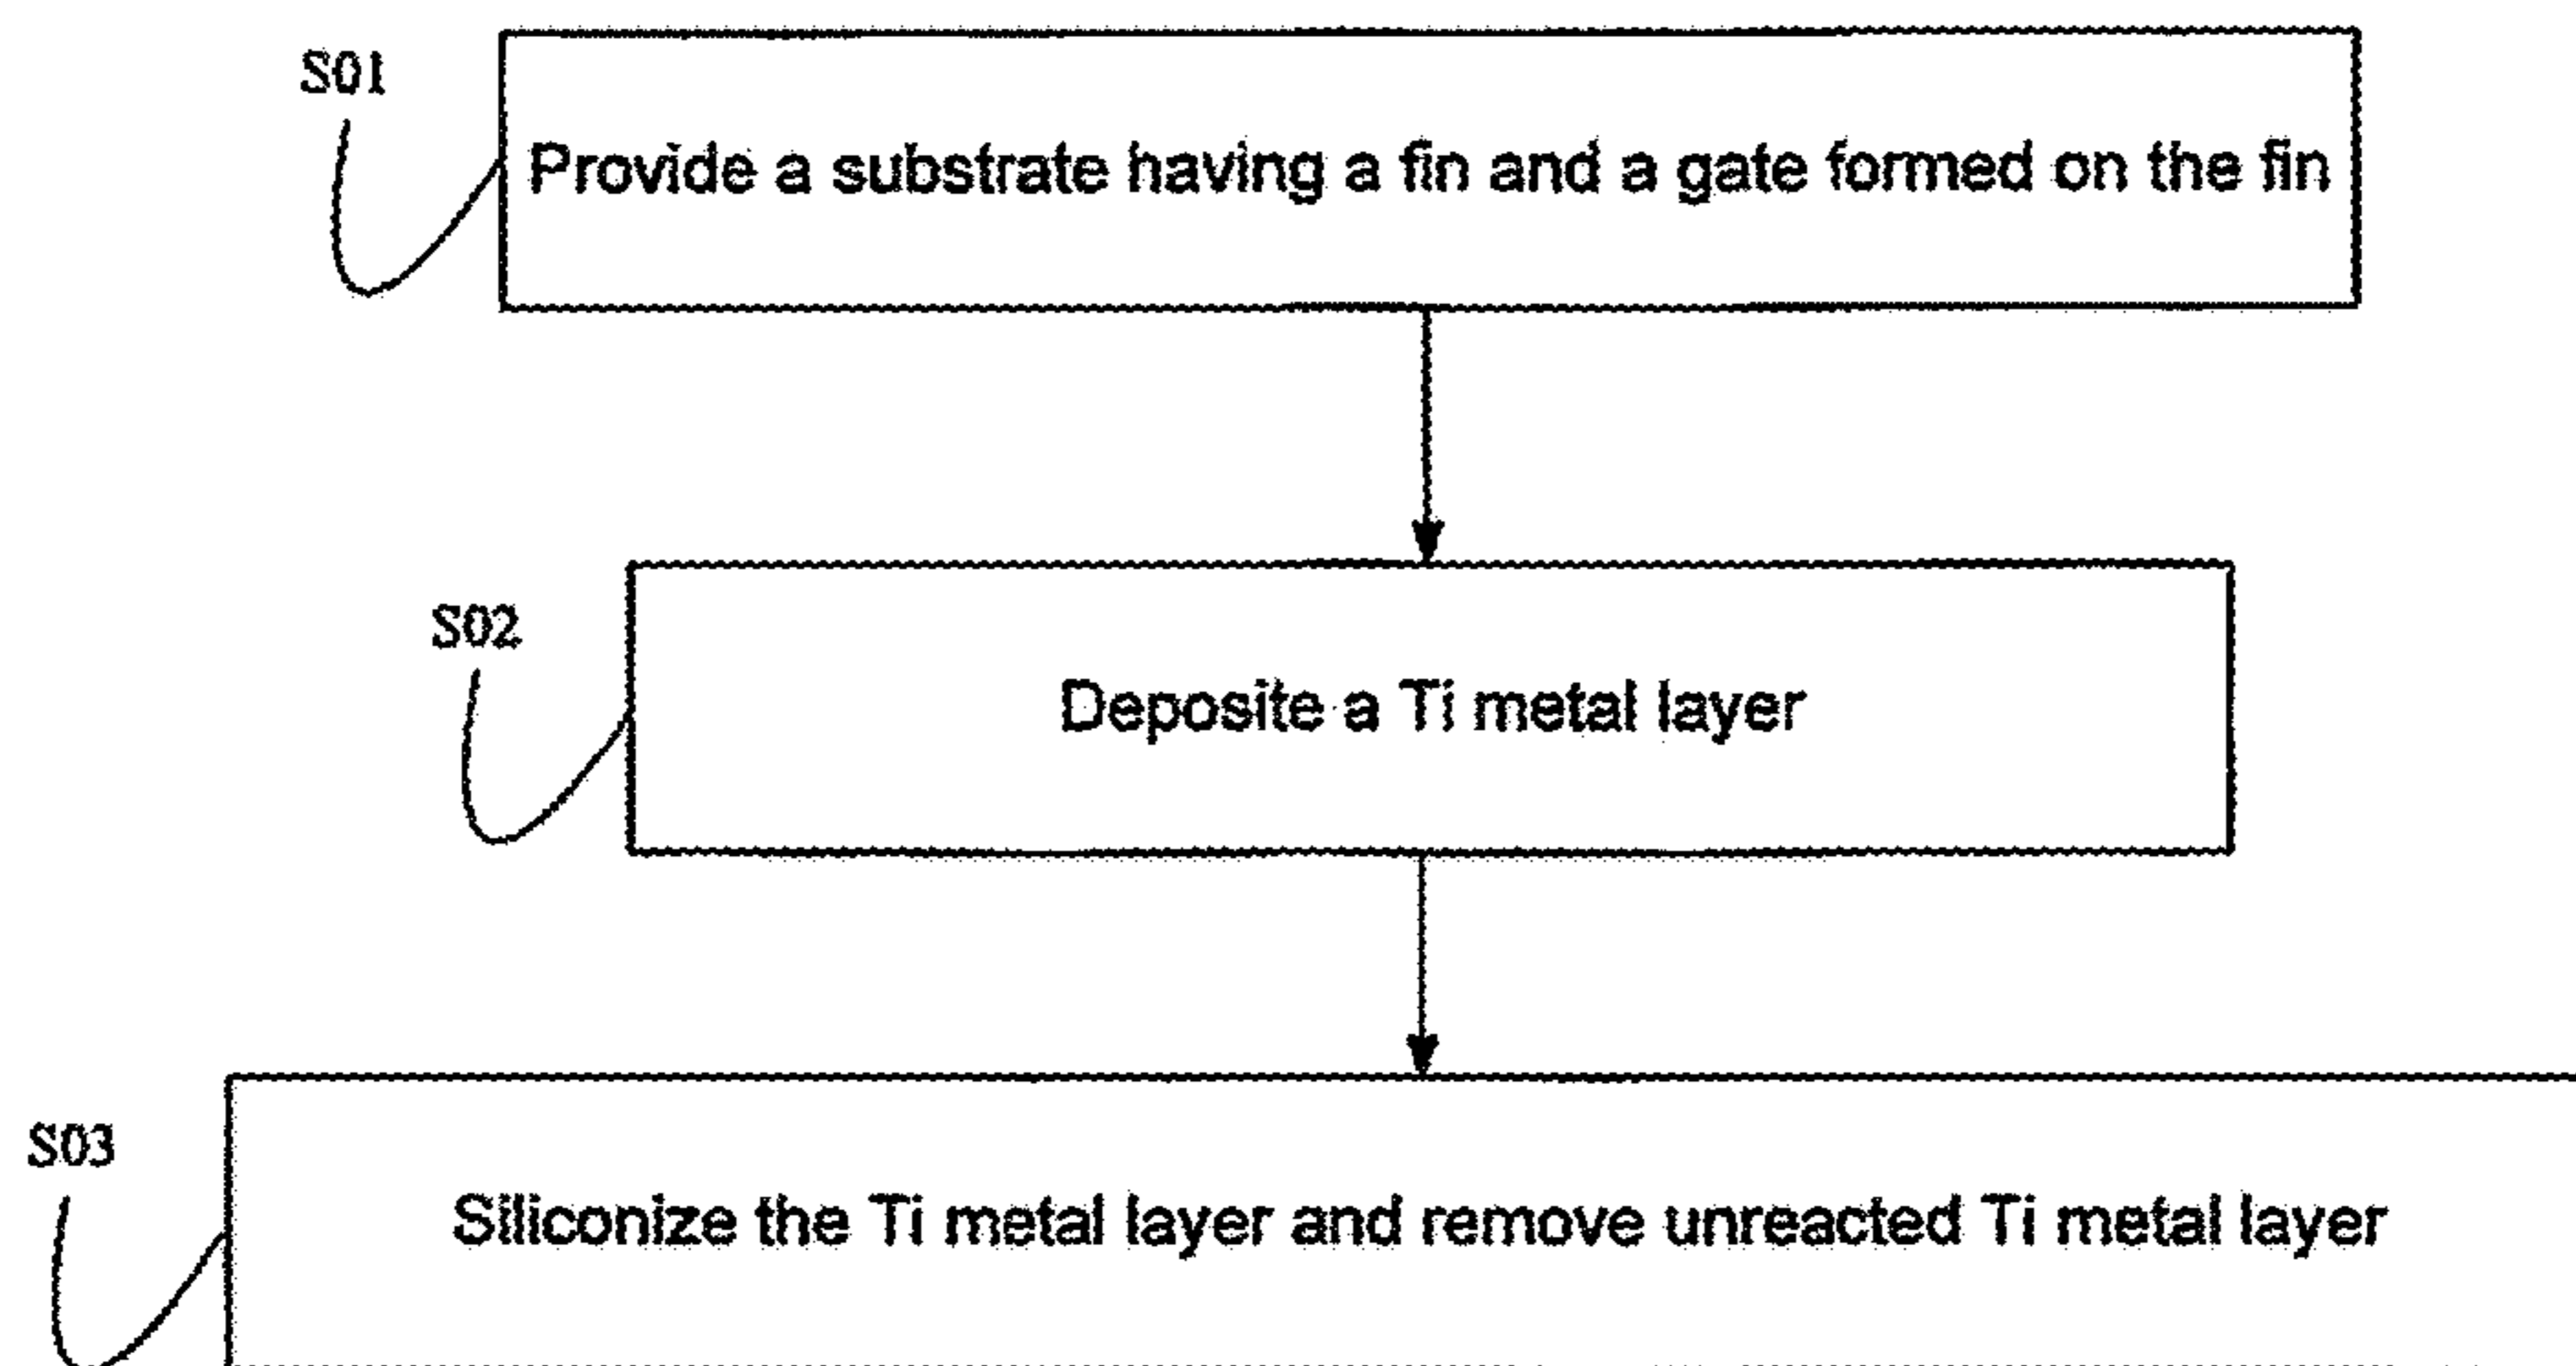 S01
Provide a substrate having a fin and a gate formed on the fin
S02
Deposite a Ti metal layer
S03
Siliconize the Ti metal layer and remove unreacted Ti metal layer